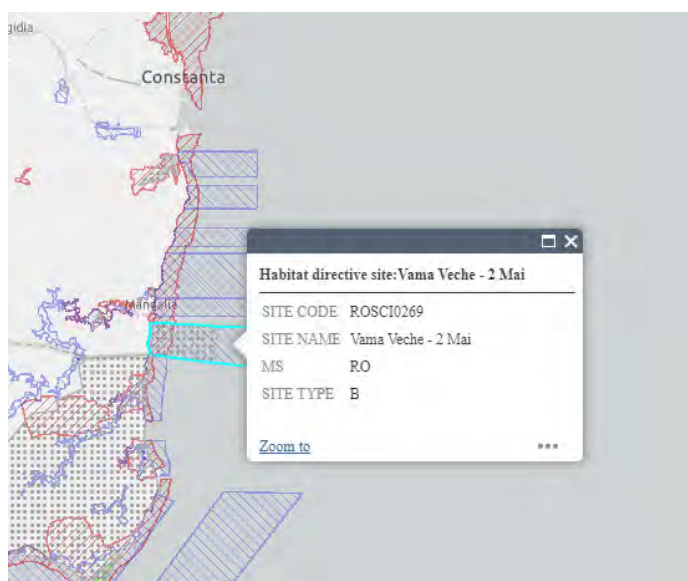 gidia
Constanta
Mangalia
Habitat directive site:Vama Veche - 2 Mai
SITE CODE ROSCI0269
SITE NAME Vama Veche - 2 Mai
MS RO
SITE TYPE B
Zoom to